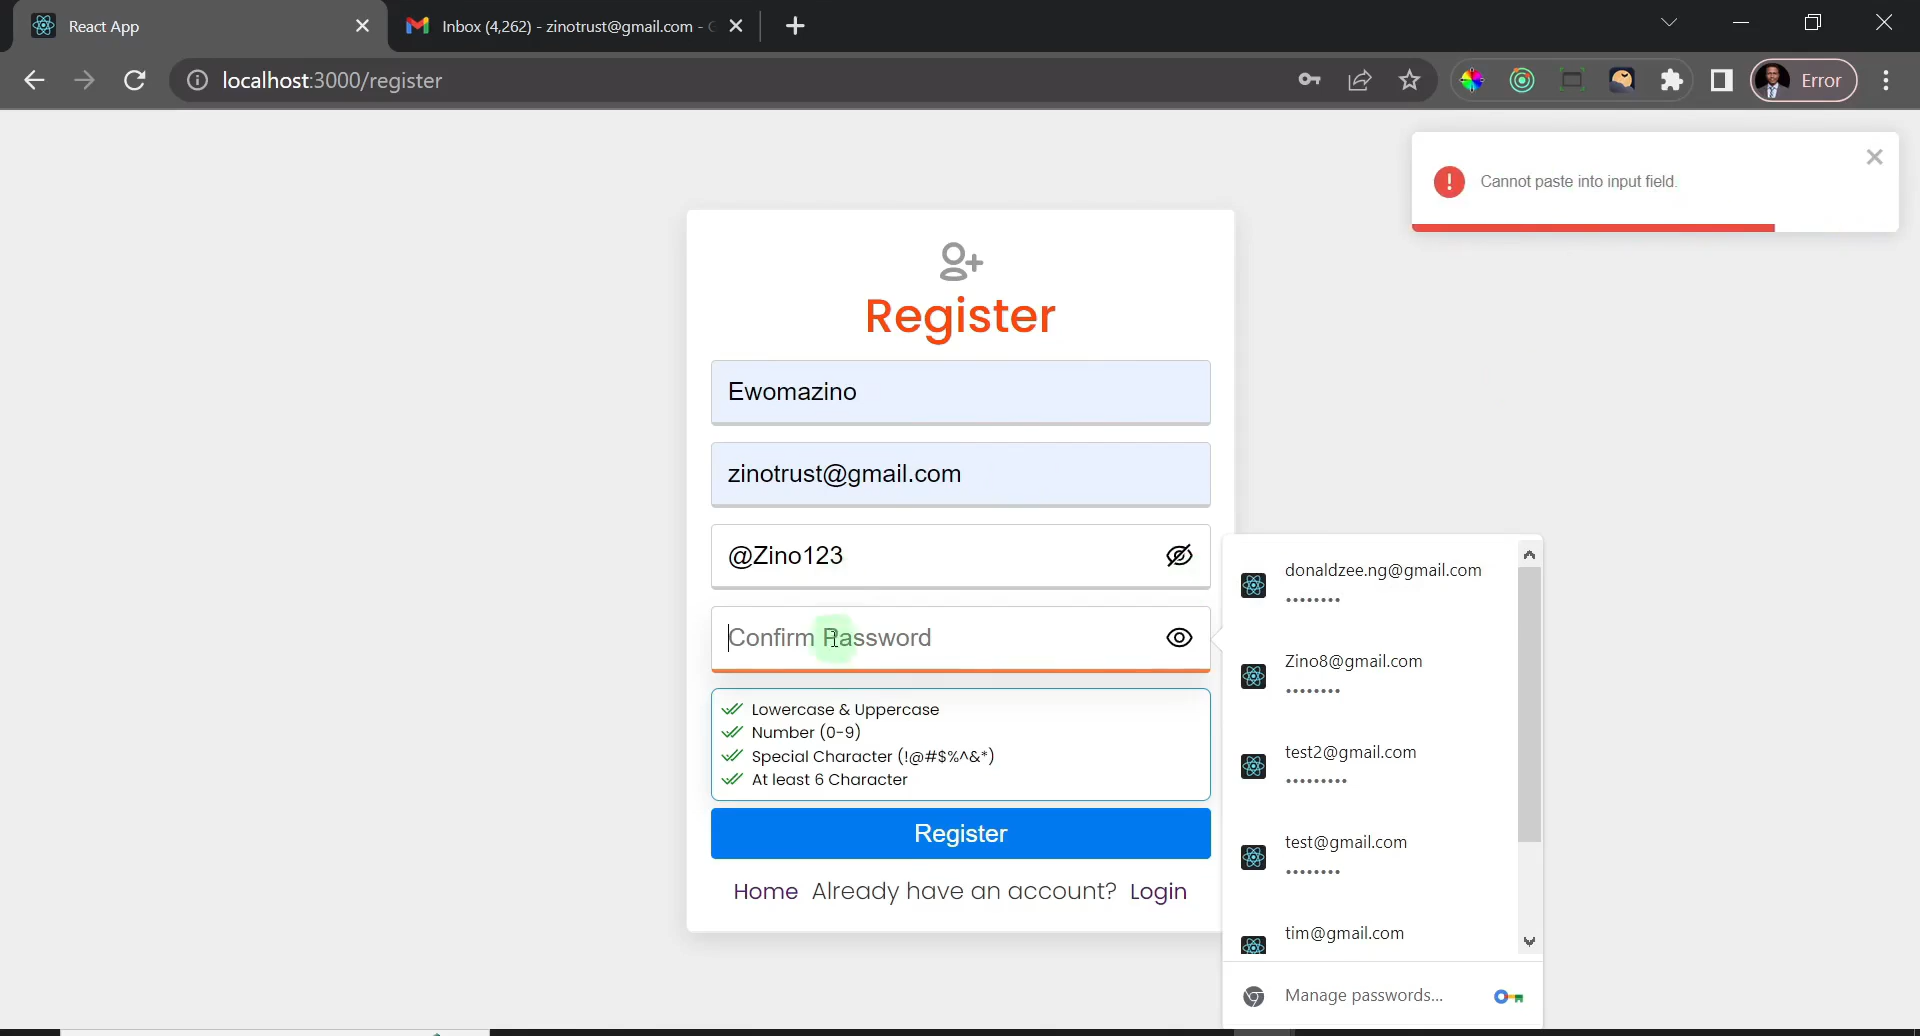 React App
Inbox (4,262) - zinotrust@gmail.com -
localhost:3000/register
Error
Cannot paste into input field.
Register
Ewomazino
zinotrust@gmail.com
@Zino123
Confirm Password
Lowercase & Uppercase
Number (0-9)
Special Character (!@#$%^&*)
At least 6 Character
Register
Home Already have an account? Login
donaldzee.ng@gmail.com
••••••••
Zino8@gmail.com
••••••••
test2@gmail.com
•••••••••
test@gmail.com
••••••••
tim@gmail.com
Manage passwords...